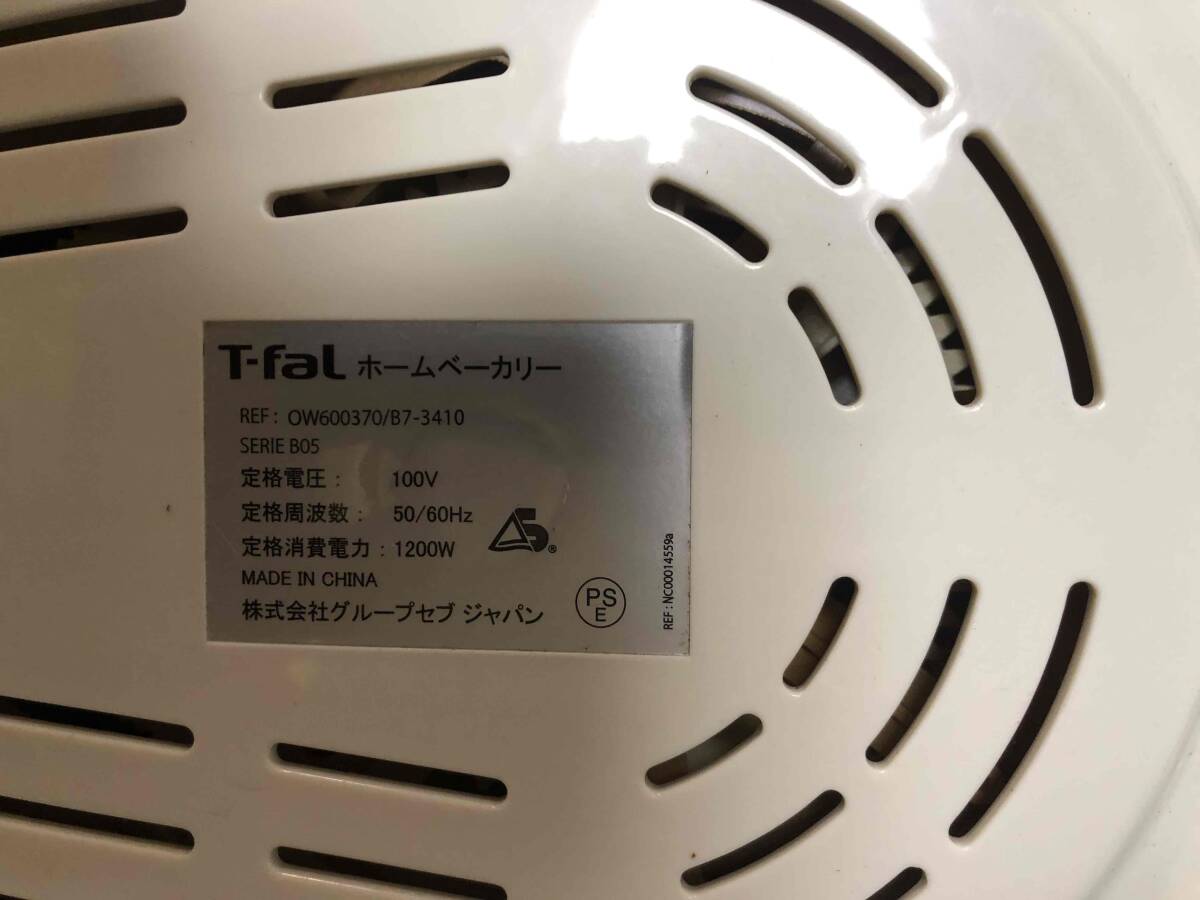 T-fal ホームベーカリー
REF: OW600370/B7-3410
SERIE B05
定格電圧: 100V
定格周波数: 50/60Hz
定格消費電力: 1200W
MADE IN CHINA
株式会社グループセブ ジャパン
PS
E
REF: NC00014559a